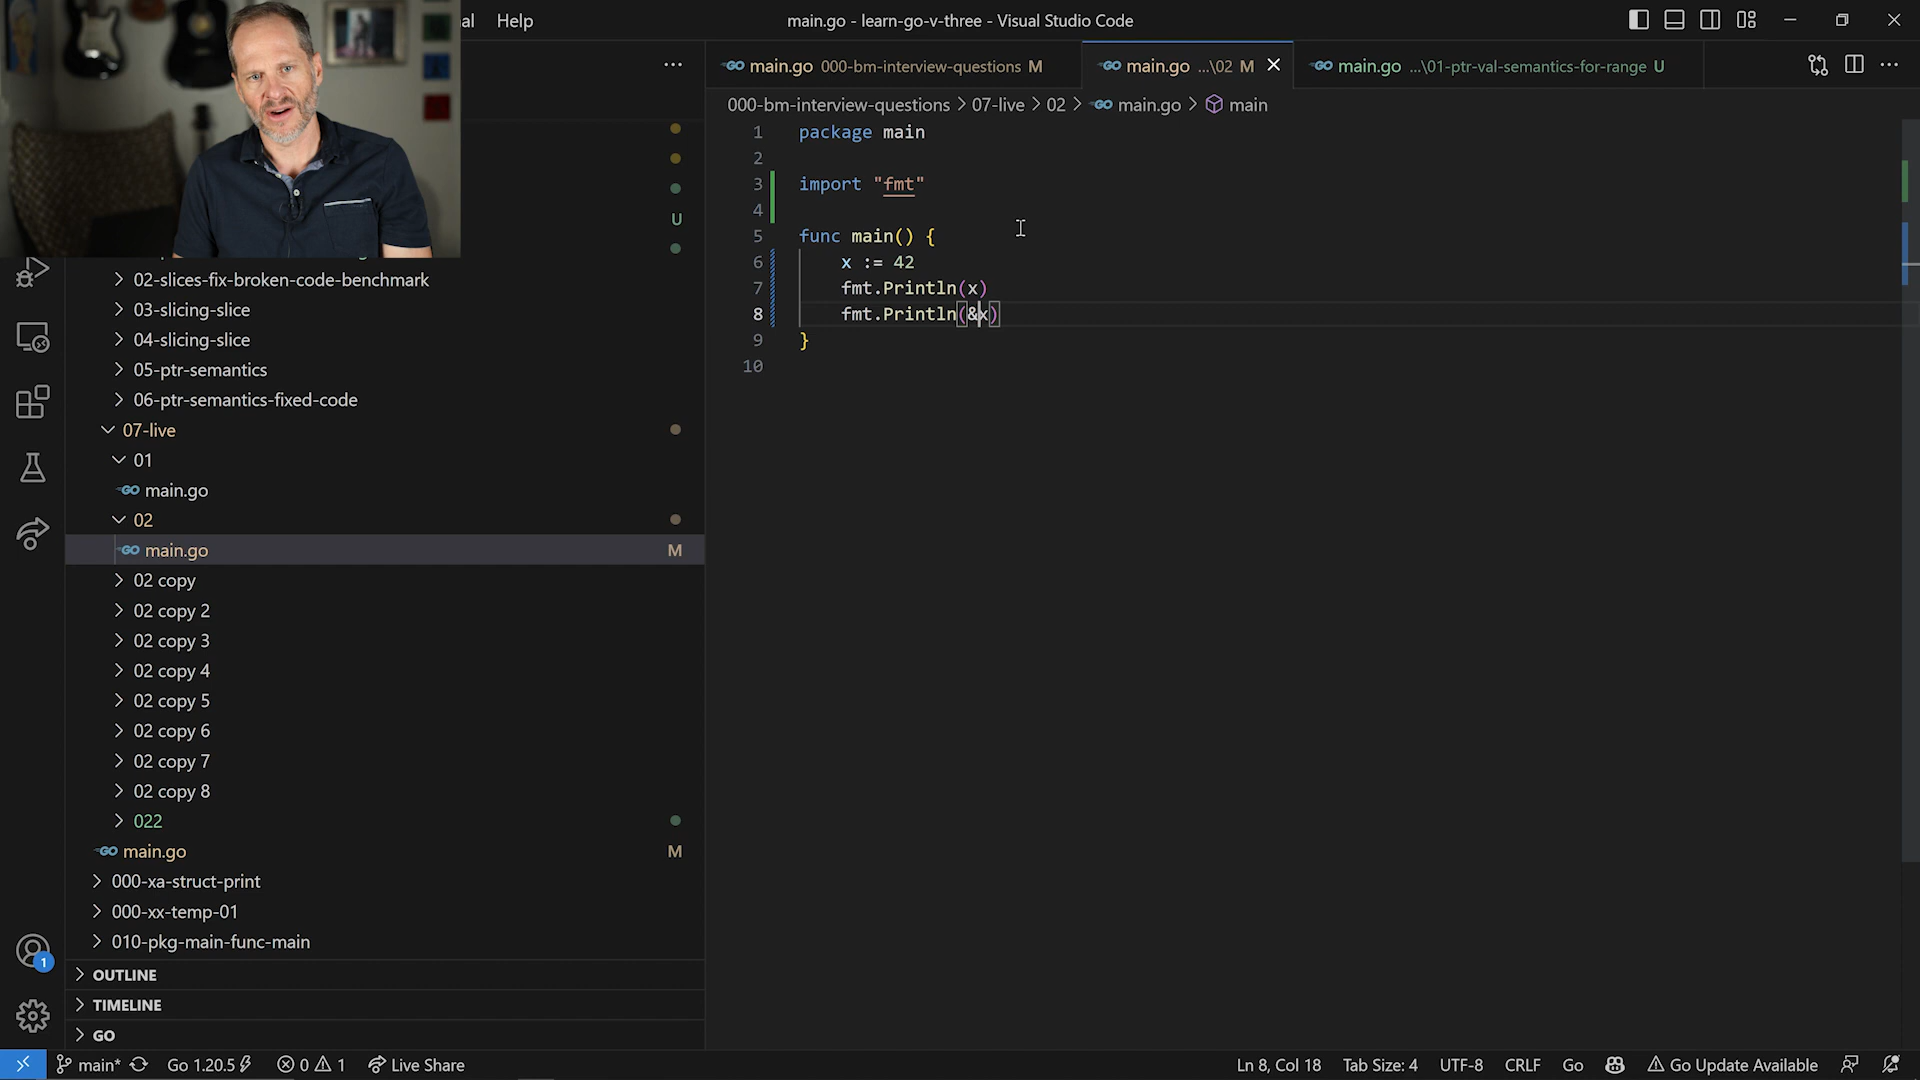 al Help main.go - learn-go-v-three - Visual Studio Code
main.go 000-bm-interview-questions M main.go ...\02 M main.go ...\01-ptr-val-semantics-for-range U
000-bm-interview-questions > 07-live > 02 > main.go > main
1 package main
2
3 import "fmt"
4
5 func main() {
6 x := 42
7 fmt.Println(x)
8 fmt.Println(&x)
9 }
10
U
02-slices-fix-broken-code-benchmark
03-slicing-slice
04-slicing-slice
05-ptr-semantics
06-ptr-semantics-fixed-code
07-live
01
main.go
02
main.go M
02 copy
02 copy 2
02 copy 3
02 copy 4
02 copy 5
02 copy 6
02 copy 7
02 copy 8
022
main.go M
000-xa-struct-print
000-xx-temp-01
010-pkg-main-func-main
OUTLINE
TIMELINE
GO
1
main* Go 1.20.5 0 1 Live Share Ln 8, Col 18 Tab Size: 4 UTF-8 CRLF Go Go Update Available